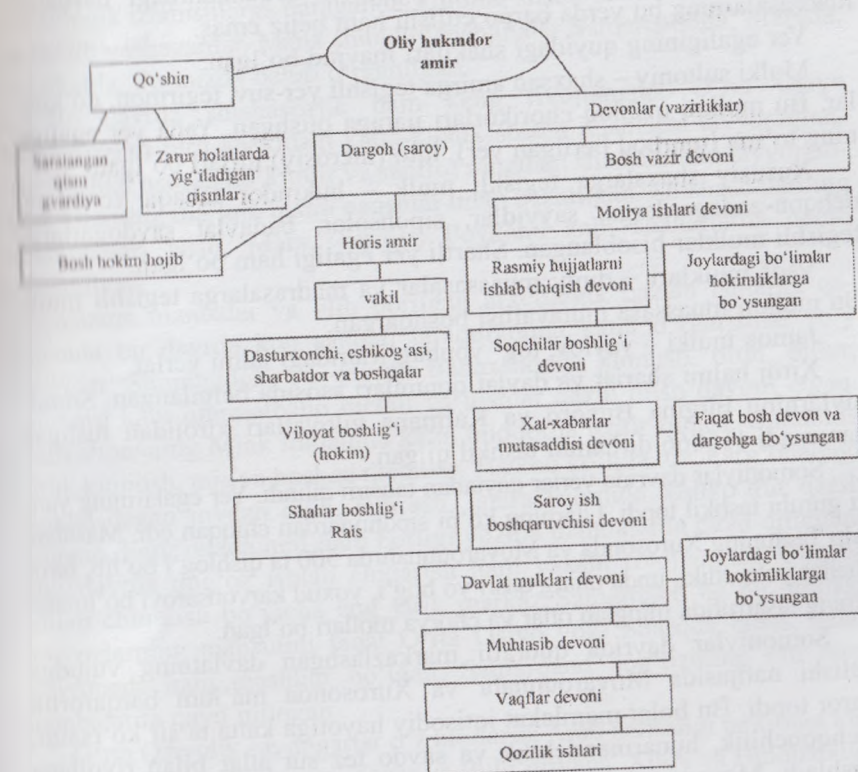 Oliy hukmdor
amir
Qo‘shin
Saralangan
qism
gvardiya
Zarur holatlarda
yig‘iladigan
qismlar
Bosh hokim hojib
Dargoh (saroy)
Horis amir
vakil
Dasturxonchi, eshikog‘asi,
sharbatdor va boshqalar
Viloyat boshlig‘i
(hokim)
Shahar boshlig‘i
Rais
Devonlar (vazirliklar)
Bosh vazir devoni
Moliya ishlari devoni
Rasmiy hujjatlarni
ishlab chiqish devoni
Joylardagi bo‘limlar
hokimliklarga
bo‘ysungan
Soqchilar boshlig‘i
devoni
Xat-xabarlar
mutasaddisi devoni
Faqat bosh devon va
dargohga bo‘ysungan
Saroy ish
boshqaruvchisi devoni
Davlat mulklari devoni
Joylardagi bo‘limlar
hokimliklarga
bo‘ysungan
Muhtasib devoni
Vaqflar devoni
Qozilik ishlari